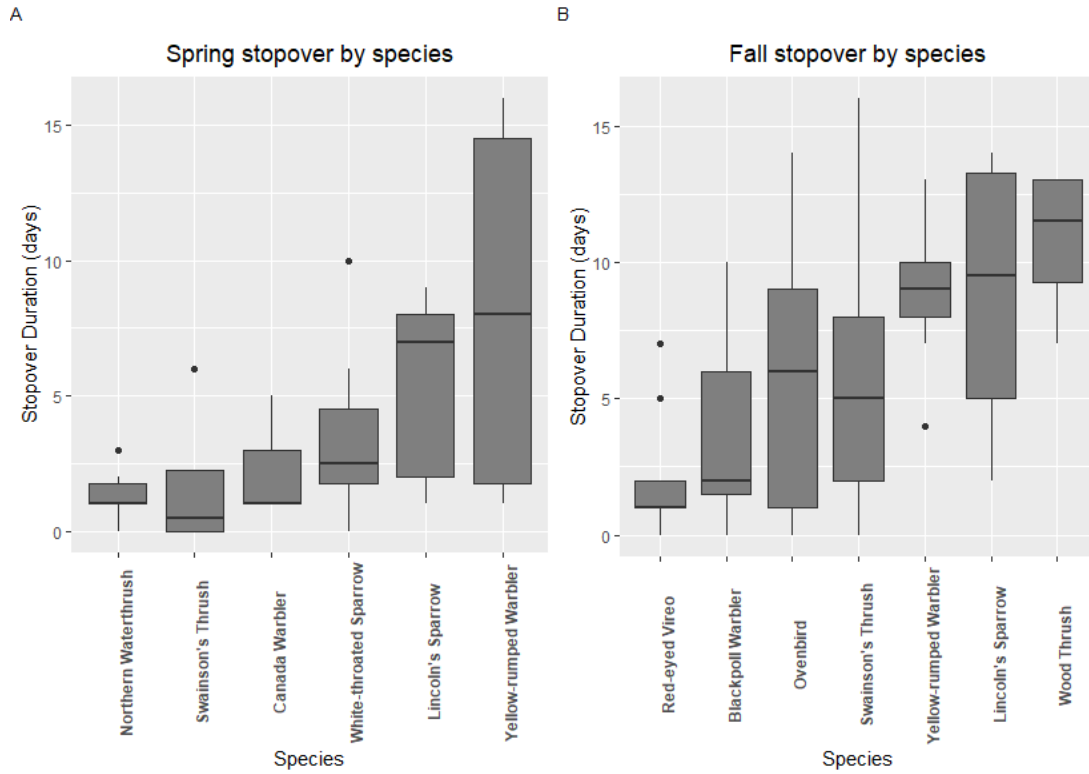 A
Spring stopover by species
Stopover Duration (days)
15
10
5
0
Northern Waterthrush
Swainson's Thrush
Canada Warbler
White-throated Sparrow
Lincoln's Sparrow
Yellow-rumped Warbler
Species
B
Fall stopover by species
Stopover Duration (days)
15
10
5
0
Red-eyed Vireo
Blackpoll Warbler
Ovenbird
Swainson's Thrush
Yellow-rumped Warbler
Lincoln's Sparrow
Wood Thrush
Species